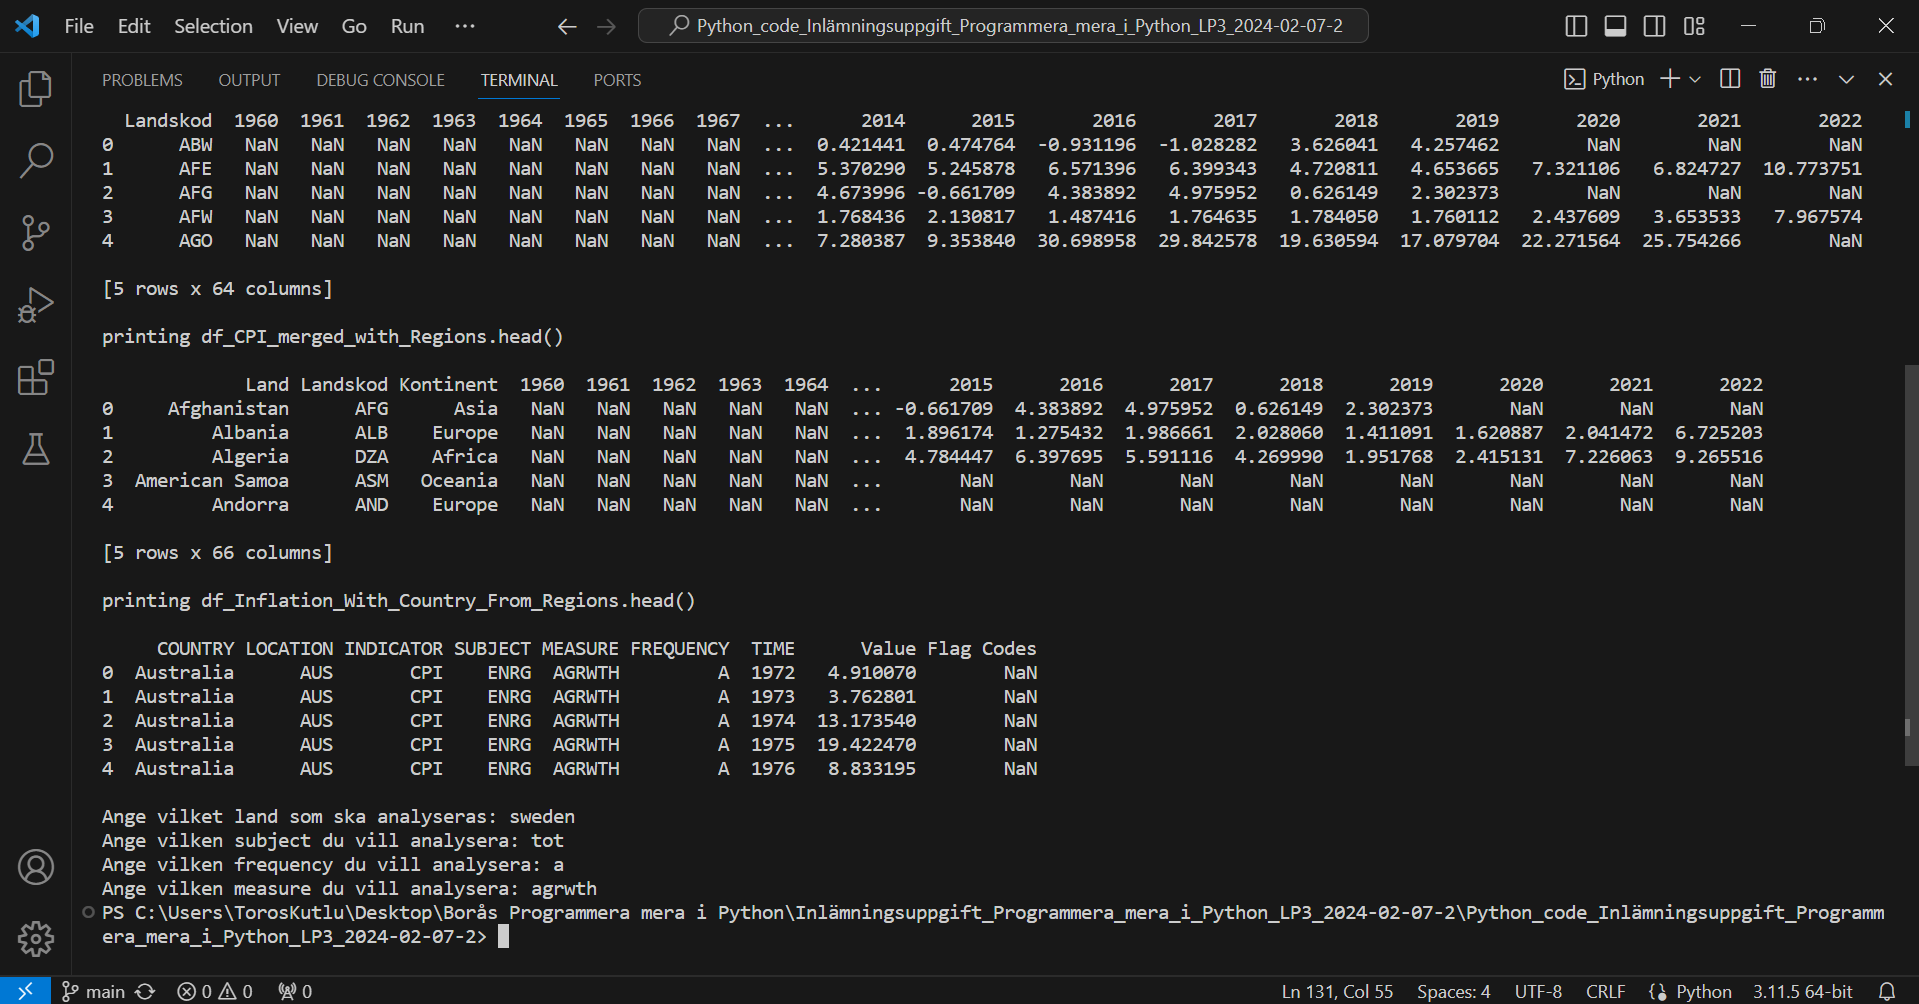 File Edit Selection View Go Run ··· Python_code_Inlämningsuppgift_Programmera_mera_i_Python_LP3_2024-02-07-2
PROBLEMS OUTPUT DEBUG CONSOLE TERMINAL PORTS Python
Landskod 1960 1961 1962 1963 1964 1965 1966 1967 ... 2014 2015 2016 2017 2018 2019 2020 2021 2022
0 ABW NaN NaN NaN NaN NaN NaN NaN NaN ... 0.421441 0.474764 -0.931196 -1.028282 3.626041 4.257462 NaN NaN NaN
1 AFE NaN NaN NaN NaN NaN NaN NaN NaN ... 5.370290 5.245878 6.571396 6.399343 4.720811 4.653665 7.321106 6.824727 10.773751
2 AFG NaN NaN NaN NaN NaN NaN NaN NaN ... 4.673996 -0.661709 4.383892 4.975952 0.626149 2.302373 NaN NaN NaN
3 AFW NaN NaN NaN NaN NaN NaN NaN NaN ... 1.768436 2.130817 1.487416 1.764635 1.784050 1.760112 2.437609 3.653533 7.967574
4 AGO NaN NaN NaN NaN NaN NaN NaN NaN ... 7.280387 9.353840 30.698958 29.842578 19.630594 17.079704 22.271564 25.754266 NaN
[5 rows x 64 columns]
printing df_CPI_merged_with_Regions.head()
Land Landskod Kontinent 1960 1961 1962 1963 1964 ... 2015 2016 2017 2018 2019 2020 2021 2022
0 Afghanistan AFG Asia NaN NaN NaN NaN NaN ... -0.661709 4.383892 4.975952 0.626149 2.302373 NaN NaN NaN
1 Albania ALB Europe NaN NaN NaN NaN NaN ... 1.896174 1.275432 1.986661 2.028060 1.411091 1.620887 2.041472 6.725203
2 Algeria DZA Africa NaN NaN NaN NaN NaN ... 4.784447 6.397695 5.591116 4.269990 1.951768 2.415131 7.226063 9.265516
3 American Samoa ASM Oceania NaN NaN NaN NaN NaN ... NaN NaN NaN NaN NaN NaN NaN NaN
4 Andorra AND Europe NaN NaN NaN NaN NaN ... NaN NaN NaN NaN NaN NaN NaN NaN
[5 rows x 66 columns]
printing df_Inflation_With_Country_From_Regions.head()
COUNTRY LOCATION INDICATOR SUBJECT MEASURE FREQUENCY TIME Value Flag Codes
0 Australia AUS CPI ENRG AGRWTH A 1972 4.910070 NaN
1 Australia AUS CPI ENRG AGRWTH A 1973 3.762801 NaN
2 Australia AUS CPI ENRG AGRWTH A 1974 13.173540 NaN
3 Australia AUS CPI ENRG AGRWTH A 1975 19.422470 NaN
4 Australia AUS CPI ENRG AGRWTH A 1976 8.833195 NaN
Ange vilket land som ska analyseras: sweden
Ange vilken subject du vill analysera: tot
Ange vilken frequency du vill analysera: a
Ange vilken measure du vill analysera: agrwth
PS C:\Users\TorosKutlu\Desktop\Borås Programmera mera i Python\Inlämningsuppgift_Programmera_mera_i_Python_LP3_2024-02-07-2\Python_code_Inlämningsuppgift_Programm
era_mera_i_Python_LP3_2024-02-07-2>
main 0 0 0 Ln 131, Col 55 Spaces: 4 UTF-8 CRLF Python 3.11.5 64-bit